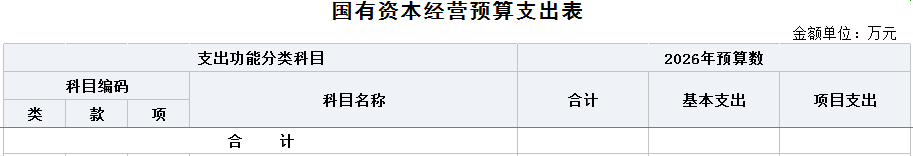 国有资本经营预算支出表
金额单位：万元
支出功能分类科目 2026年预算数
科目编码 科目名称 合计 基本支出 项目支出
类 款 项
合 计